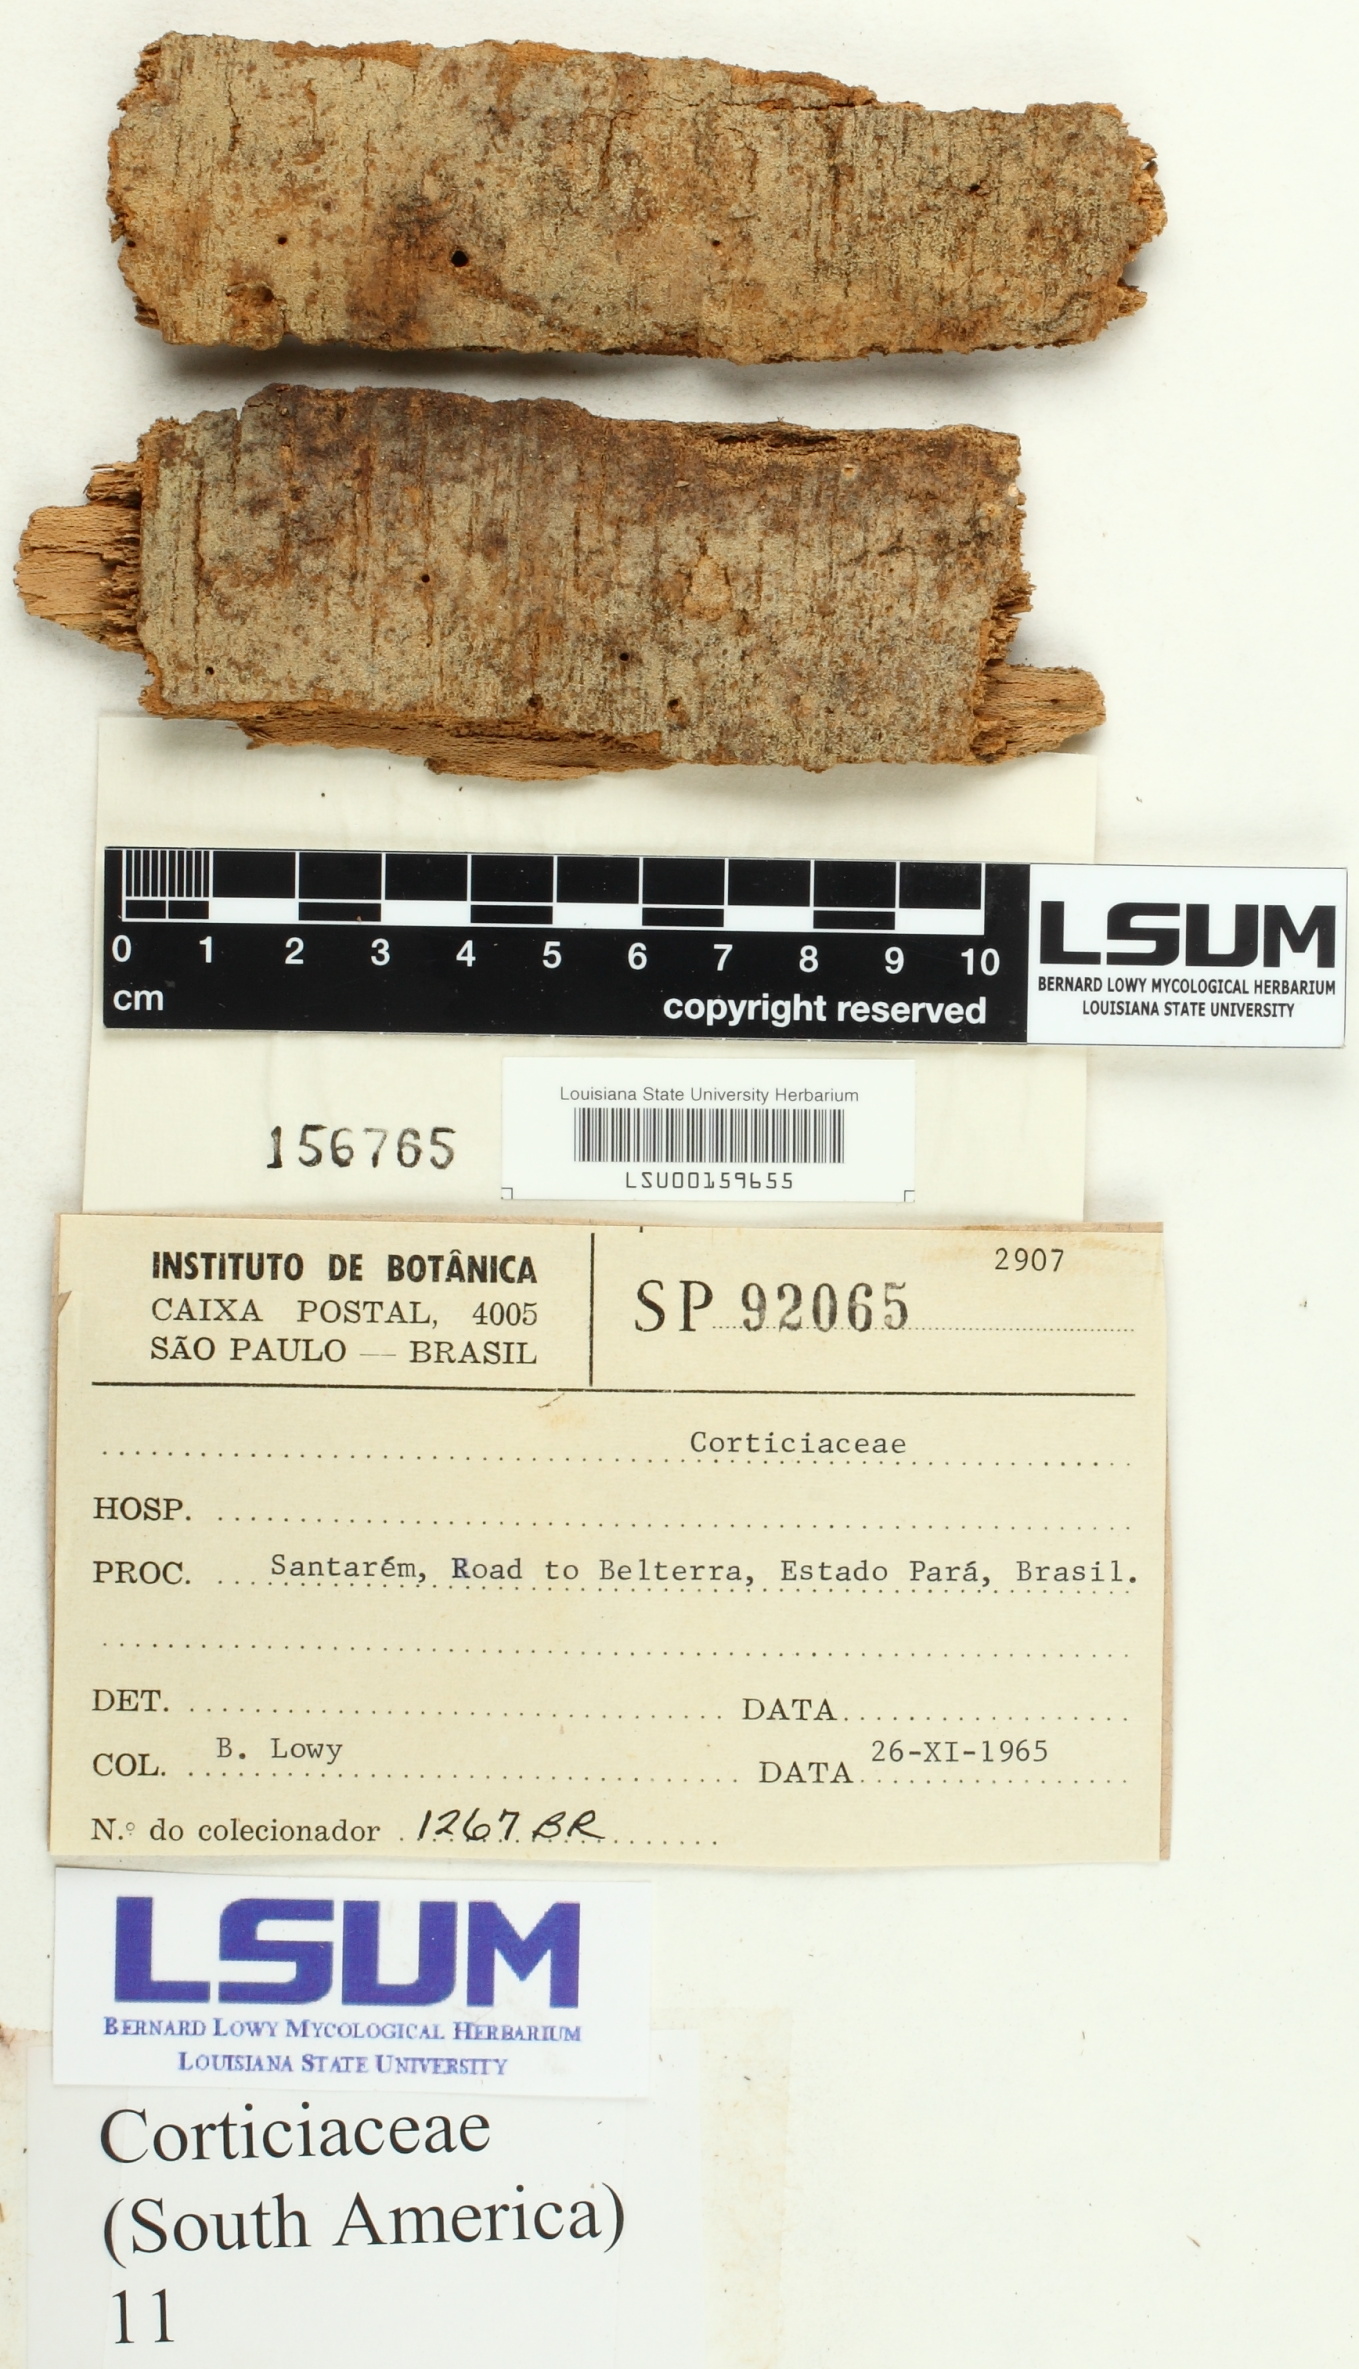 0 1 2 3 4 5 6 7 8 9 10
cm copyright reserved
LSUM
BERNARD LOWY MYCOLOGICAL HERBARIUM
LOUISIANA STATE UNIVERSITY
156765
Louisiana State University Herbarium
LSU00159655
INSTITUTO DE BOTÂNICA
CAIXA POSTAL, 4005
SÃO PAULO — BRASIL
2907
SP 92065
Corticiaceae
HOSP.
PROC. Santarém, Road to Belterra, Estado Pará, Brasil.
DET. DATA
COL. B. Lowy DATA 26-XI-1965
N.º do colecionador 1267 BR
LSUM
BERNARD LOWY MYCOLOGICAL HERBARIUM
LOUISIANA STATE UNIVERSITY
Corticiaceae
(South America)
11